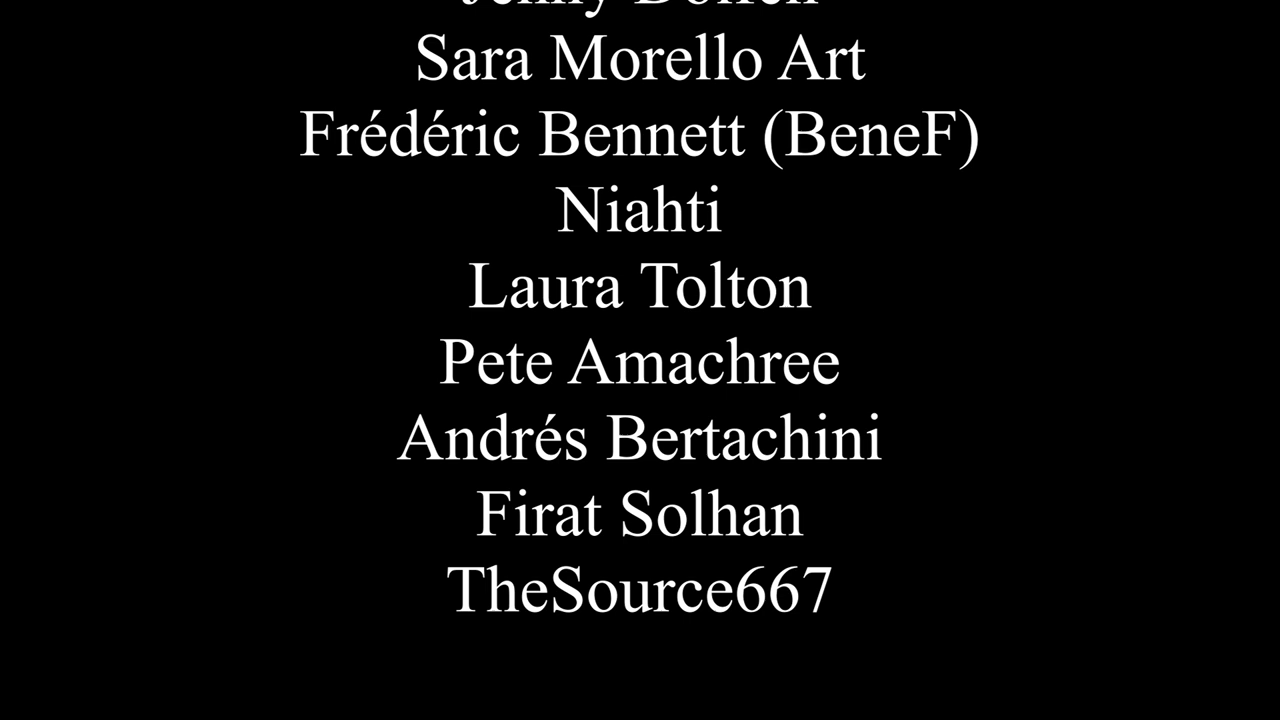 Sara Morello Art
Frédéric Bennett (BeneF)
Niahti
Laura Tolton
Pete Amachree
Andrés Bertachini
Firat Solhan
TheSource667